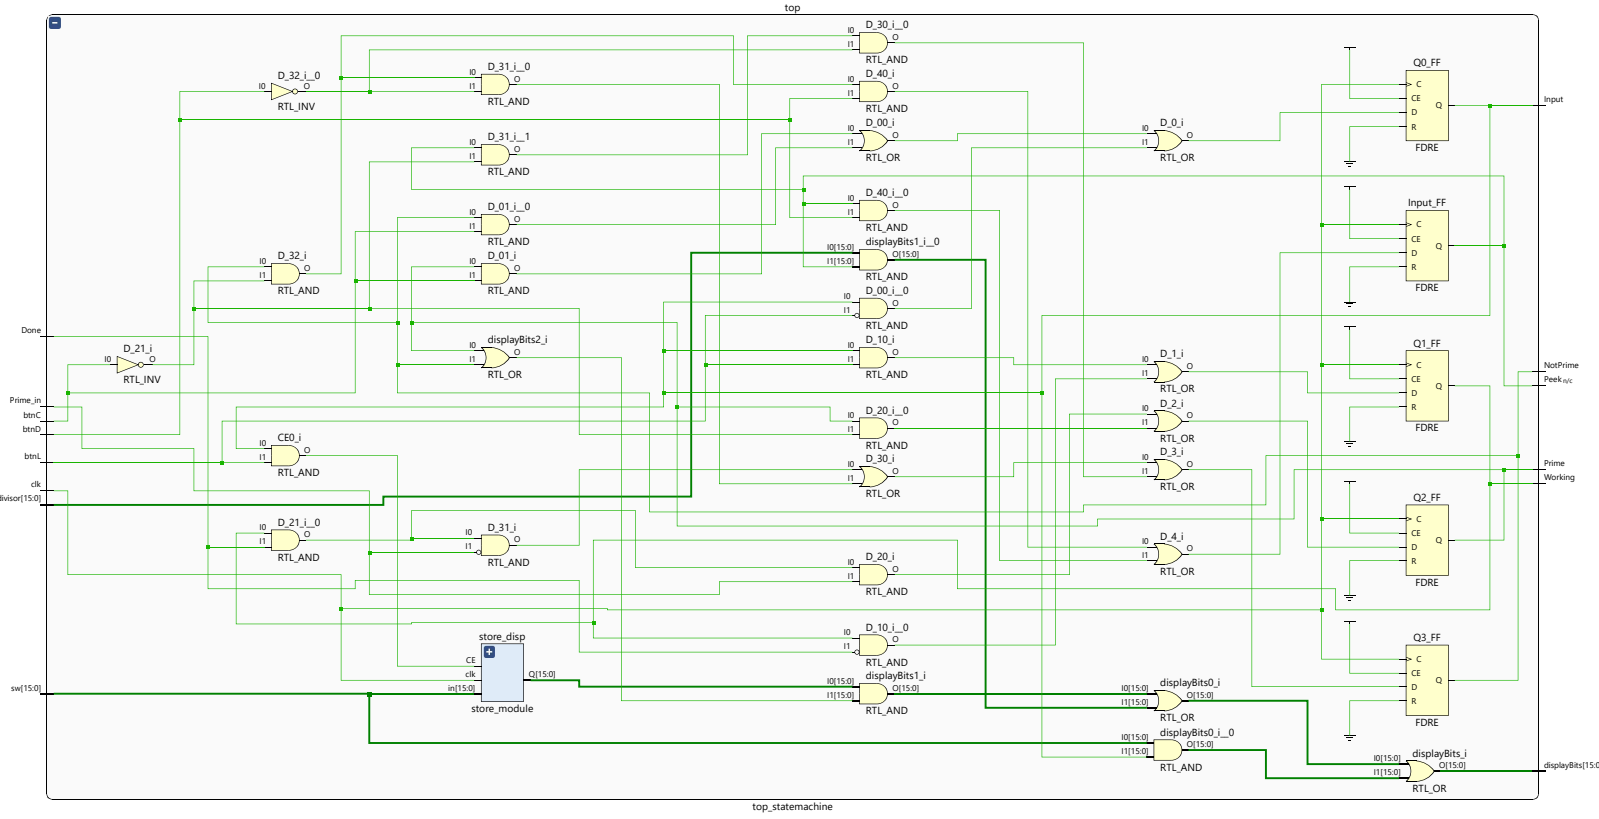 top
D_30_i__0
I0
I1
O
RTL_AND
D_32_i__0
I0
O
RTL_INV
D_31_i__0
I0
I1
O
RTL_AND
D_40_i
I0
I1
O
RTL_AND
Q0_FF
C
CE
D
R
Q
FDRE
Input
D_31_i__1
I0
I1
O
RTL_AND
D_00_i
I0
I1
O
RTL_OR
D_0_i
I0
I1
O
RTL_OR
D_01_i__0
I0
I1
O
RTL_AND
D_40_i__0
I0
I1
O
RTL_AND
Input_FF
C
CE
D
R
Q
FDRE
D_32_i
I0
I1
O
RTL_AND
D_01_i
I0
I1
O
RTL_AND
displayBits1_i__0
I0[15:0]
I1[15:0]
O[15:0]
RTL_AND
D_00_i__0
I0
I1
O
RTL_AND
Done
D_21_i
I0
O
RTL_INV
displayBits2_i
I0
I1
O
RTL_OR
D_10_i
I0
I1
O
RTL_AND
D_1_i
I0
I1
O
RTL_OR
Q1_FF
C
CE
D
R
Q
FDRE
NotPrime
Peek n/c
Prime_in
btnC
btnD
btnL
clk
divisor[15:0]
CE0_i
I0
I1
O
RTL_AND
D_20_i__0
I0
I1
O
RTL_AND
D_2_i
I0
I1
O
RTL_OR
D_30_i
I0
I1
O
RTL_OR
D_3_i
I0
I1
O
RTL_OR
Prime
Working
Q2_FF
C
CE
D
R
Q
FDRE
D_21_i__0
I0
I1
O
RTL_AND
D_31_i
I0
I1
O
RTL_AND
D_20_i
I0
I1
O
RTL_AND
D_4_i
I0
I1
O
RTL_OR
D_10_i__0
I0
I1
O
RTL_AND
store_disp
CE
clk
in[15:0]
Q[15:0]
store_module
sw[15:0]
displayBits1_i
I0[15:0]
I1[15:0]
O[15:0]
RTL_AND
displayBits0_i
I0[15:0]
I1[15:0]
O[15:0]
RTL_OR
Q3_FF
C
CE
D
R
Q
FDRE
displayBits0_i__0
I0[15:0]
I1[15:0]
O[15:0]
RTL_AND
displayBits_i
I0[15:0]
I1[15:0]
O[15:0]
RTL_OR
displayBits[15:0
top_statemachine